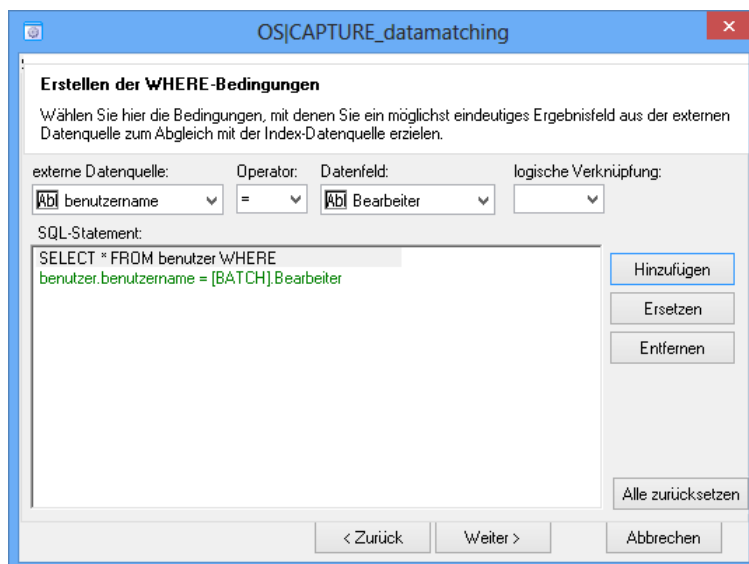 OS|CAPTURE_datamatching
Erstellen der WHERE-Bedingungen
Wählen Sie hier die Bedingungen, mit denen Sie ein möglichst eindeutiges Ergebnisfeld aus der externen
Datenquelle zum Abgleich mit der Index-Datenquelle erzielen.
externe Datenquelle: Operator: Datenfeld: logische Verknüpfung:
Abl benutzername = Abl Bearbeiter
SQL-Statement:
SELECT * FROM benutzer WHERE
benutzer.benutzername = [BATCH].Bearbeiter
Hinzufügen
Ersetzen
Entfernen
Alle zurücksetzen
< Zurück Weiter > Abbrechen